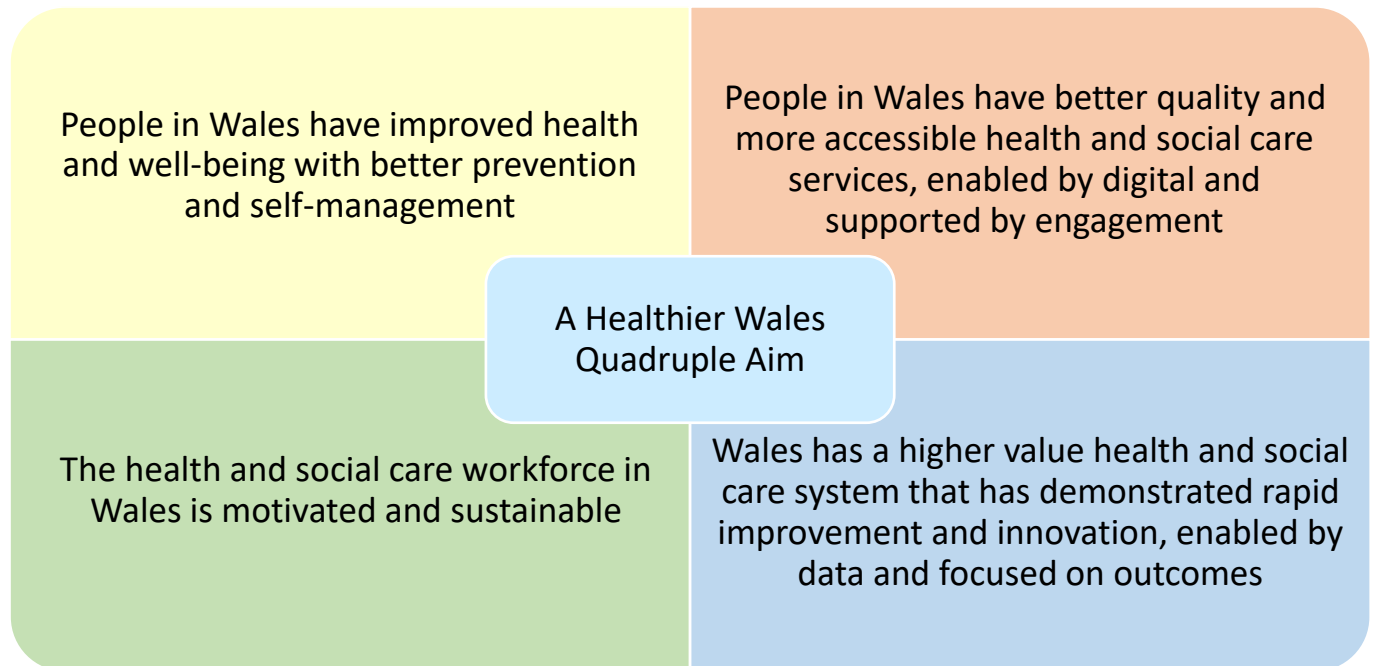 People in Wales have improved health
and well-being with better prevention
and self-management
People in Wales have better quality and
more accessible health and social care
services, enabled by digital and
supported by engagement
A Healthier Wales
Quadruple Aim
The health and social care workforce in
Wales is motivated and sustainable
Wales has a higher value health and social
care system that has demonstrated rapid
improvement and innovation, enabled by
data and focused on outcomes